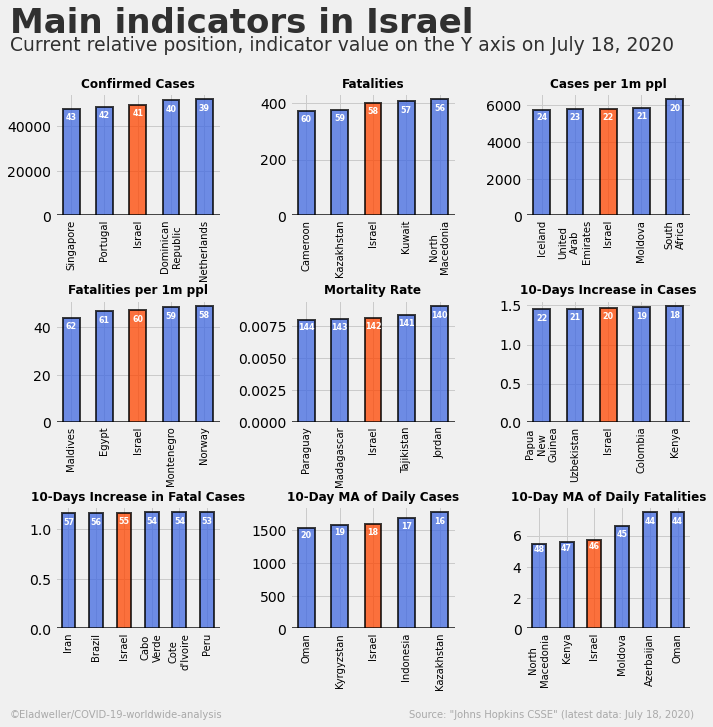 Main indicators in Israel
Current relative position, indicator value on the Y axis on July 18, 2020
Confirmed Cases
40000
20000
0
43
42
41
40
39
Singapore
Portugal
Israel
Dominican
Republic
Netherlands
Fatalities
400
200
0
60
59
58
57
56
Cameroon
Kazakhstan
Israel
Kuwait
North
Macedonia
Cases per 1m ppl
6000
4000
2000
0
24
23
22
21
20
Iceland
United
Arab
Emirates
Israel
Moldova
South
Africa
Fatalities per 1m ppl
40
20
0
62
61
60
59
58
Maldives
Egypt
Israel
Montenegro
Norway
Mortality Rate
0.0075
0.0050
0.0025
0.0000
144
143
142
141
140
Paraguay
Madagascar
Israel
Tajikistan
Jordan
10-Days Increase in Cases
1.5
1.0
0.5
0.0
22
21
20
19
18
Papua
New
Guinea
Uzbekistan
Israel
Colombia
Kenya
10-Days Increase in Fatal Cases
1.0
0.5
0.0
57
56
55
54
54
53
Iran
Brazil
Israel
Cabo
Verde
Cote
d'Ivoire
Peru
10-Day MA of Daily Cases
1500
1000
500
0
20
19
18
17
16
Oman
Kyrgyzstan
Israel
Indonesia
Kazakhstan
10-Day MA of Daily Fatalities
6
4
2
0
48
47
46
45
44
44
North
Macedonia
Kenya
Israel
Moldova
Azerbaijan
Oman
©Eladweller/COVID-19-worldwide-analysis
Source: "Johns Hopkins CSSE" (latest data: July 18, 2020)